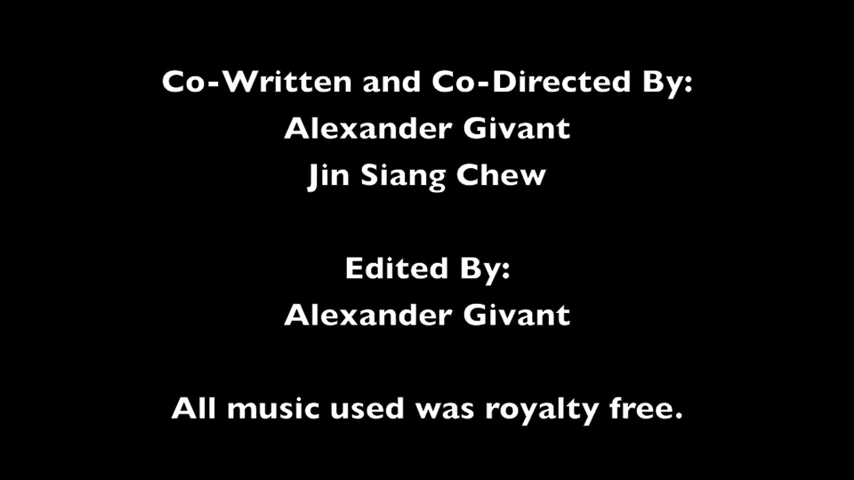 Co-Written and Co-Directed By:
Alexander Givant
Jin Siang Chew
Edited By:
Alexander Givant
All music used was royalty free.